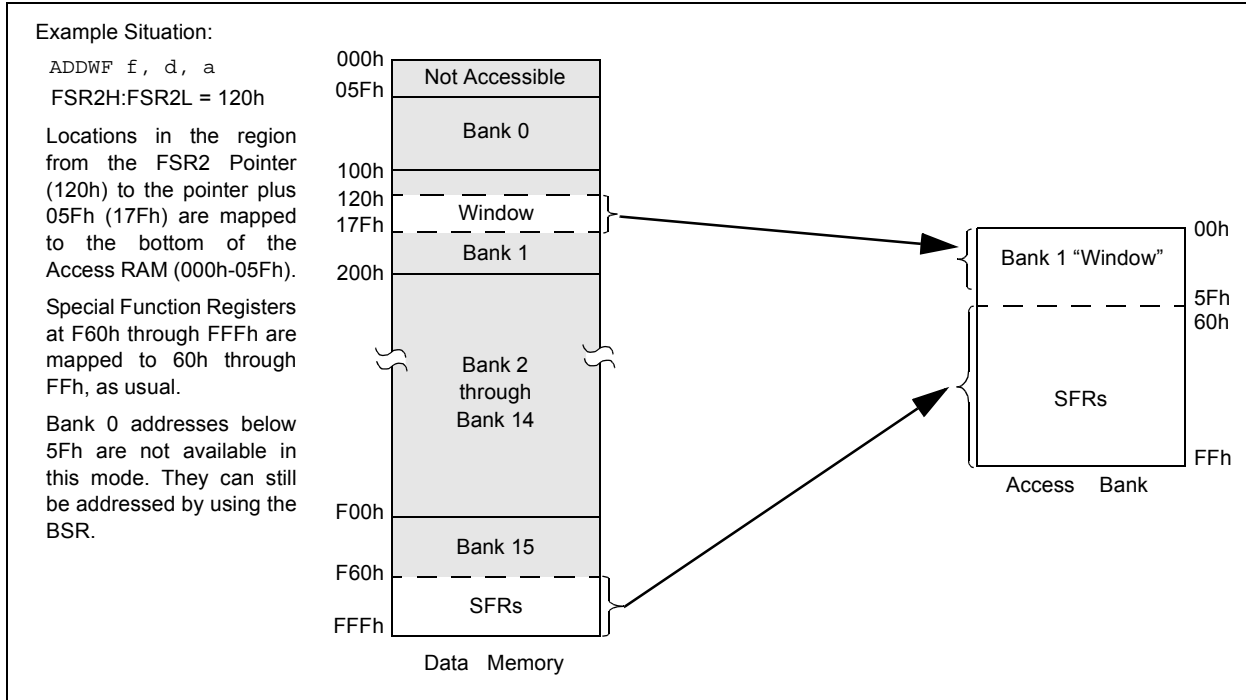 Example Situation:
ADDWF f, d, a
FSR2H:FSR2L = 120h
Locations in the region
from the FSR2 Pointer
(120h) to the pointer plus
05Fh (17Fh) are mapped
to the bottom of the
Access RAM (000h-05Fh).
Special Function Registers
at F60h through FFFh are
mapped to 60h through
FFh, as usual.
Bank 0 addresses below
5Fh are not available in
this mode. They can still
be addressed by using the
BSR.
000h
Not Accessible
05Fh
Bank 0
100h
120h
Window
17Fh
Bank 1
200h
Bank 2
through
Bank 14
F00h
Bank 15
F60h
SFRs
FFFh
Data Memory
00h
Bank 1 “Window”
5Fh
60h
SFRs
FFh
Access Bank